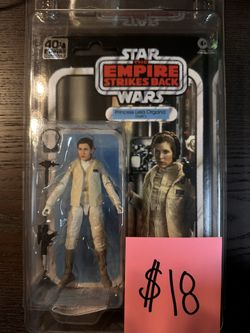 40th
STAR
THE
EMPIRE
STRIKES BACK
WARS
Princess Leia Organa
$18